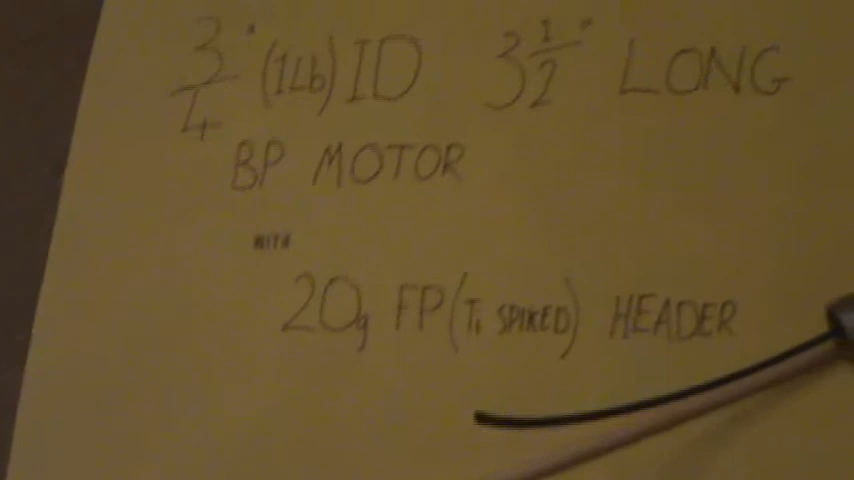 3/4" (1Lb) ID 3 1/2" LONG
BP MOTOR
WITH
20g FP (Ti SPIKED) HEADER